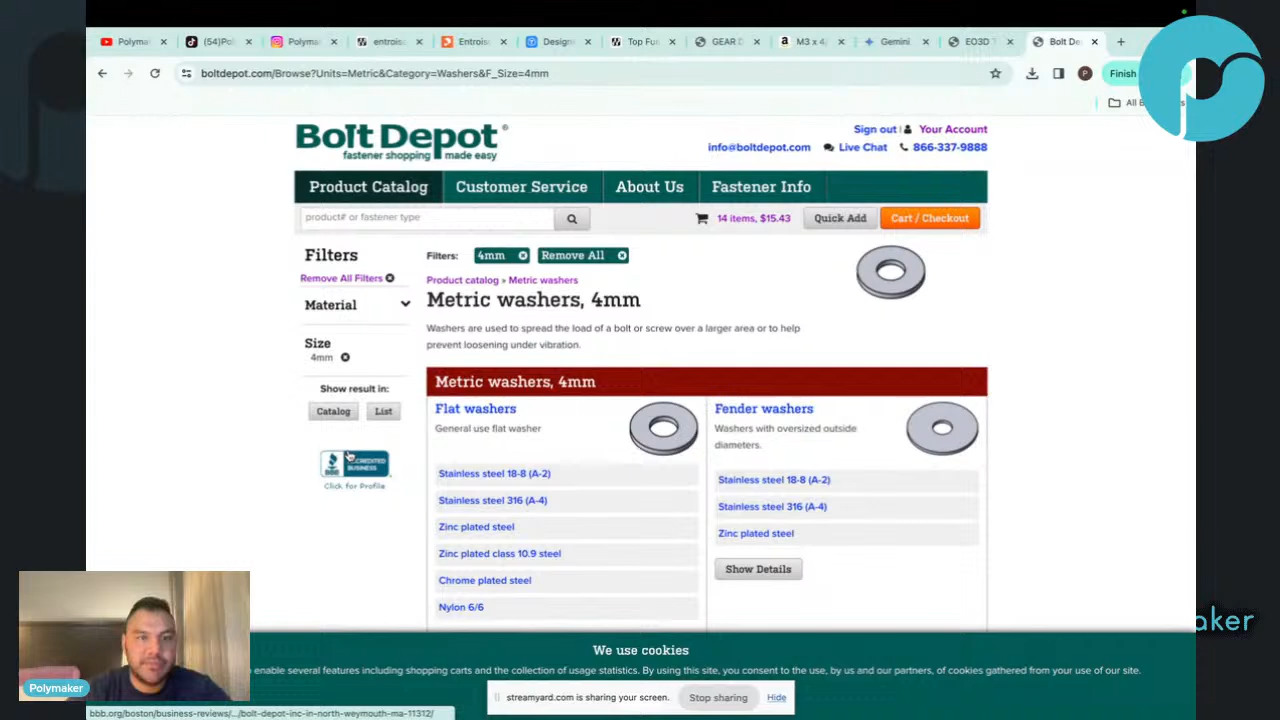 Polyma
(54)Po
Polyma
entroise
Entrois
Design
Top Fu
GEAR D
M3 x 4
Gemini
EO3D T
Bolt De
boltdepot.com/Browse?Units=Metric&Category=Washers&F_Size=4mm
P
Finish
All B
Bolt Depot®
fastener shopping made easy
Sign out
Your Account
info@boltdepot.com
Live Chat
866-337-9888
Product Catalog
Customer Service
About Us
Fastener Info
product# or fastener type
14 items, $15.43
Quick Add
Cart / Checkout
Filters
Remove All Filters
Material
Size
4mm
Show result in:
Catalog
List
BBB
ACCREDITED
BUSINESS
Click for Profile
Filters:
4mm
Remove All
Product catalog » Metric washers
Metric washers, 4mm
Washers are used to spread the load of a bolt or screw over a larger area or to help
prevent loosening under vibration.
Metric washers, 4mm
Flat washers
General use flat washer
Stainless steel 18-8 (A-2)
Stainless steel 316 (A-4)
Zinc plated steel
Zinc plated class 10.9 steel
Chrome plated steel
Nylon 6/6
Fender washers
Washers with oversized outside
diameters.
Stainless steel 18-8 (A-2)
Stainless steel 316 (A-4)
Zinc plated steel
Show Details
aker
We use cookies
enable several features including shopping carts and the collection of usage statistics. By using this site, you consent to the use, by us and our partners, of cookies gathered from your use of our site.
Polymaker
streamyard.com is sharing your screen.
Stop sharing
Hide
bbb.org/boston/business-reviews/.../bolt-depot-inc-in-north-weymouth-ma-11312/